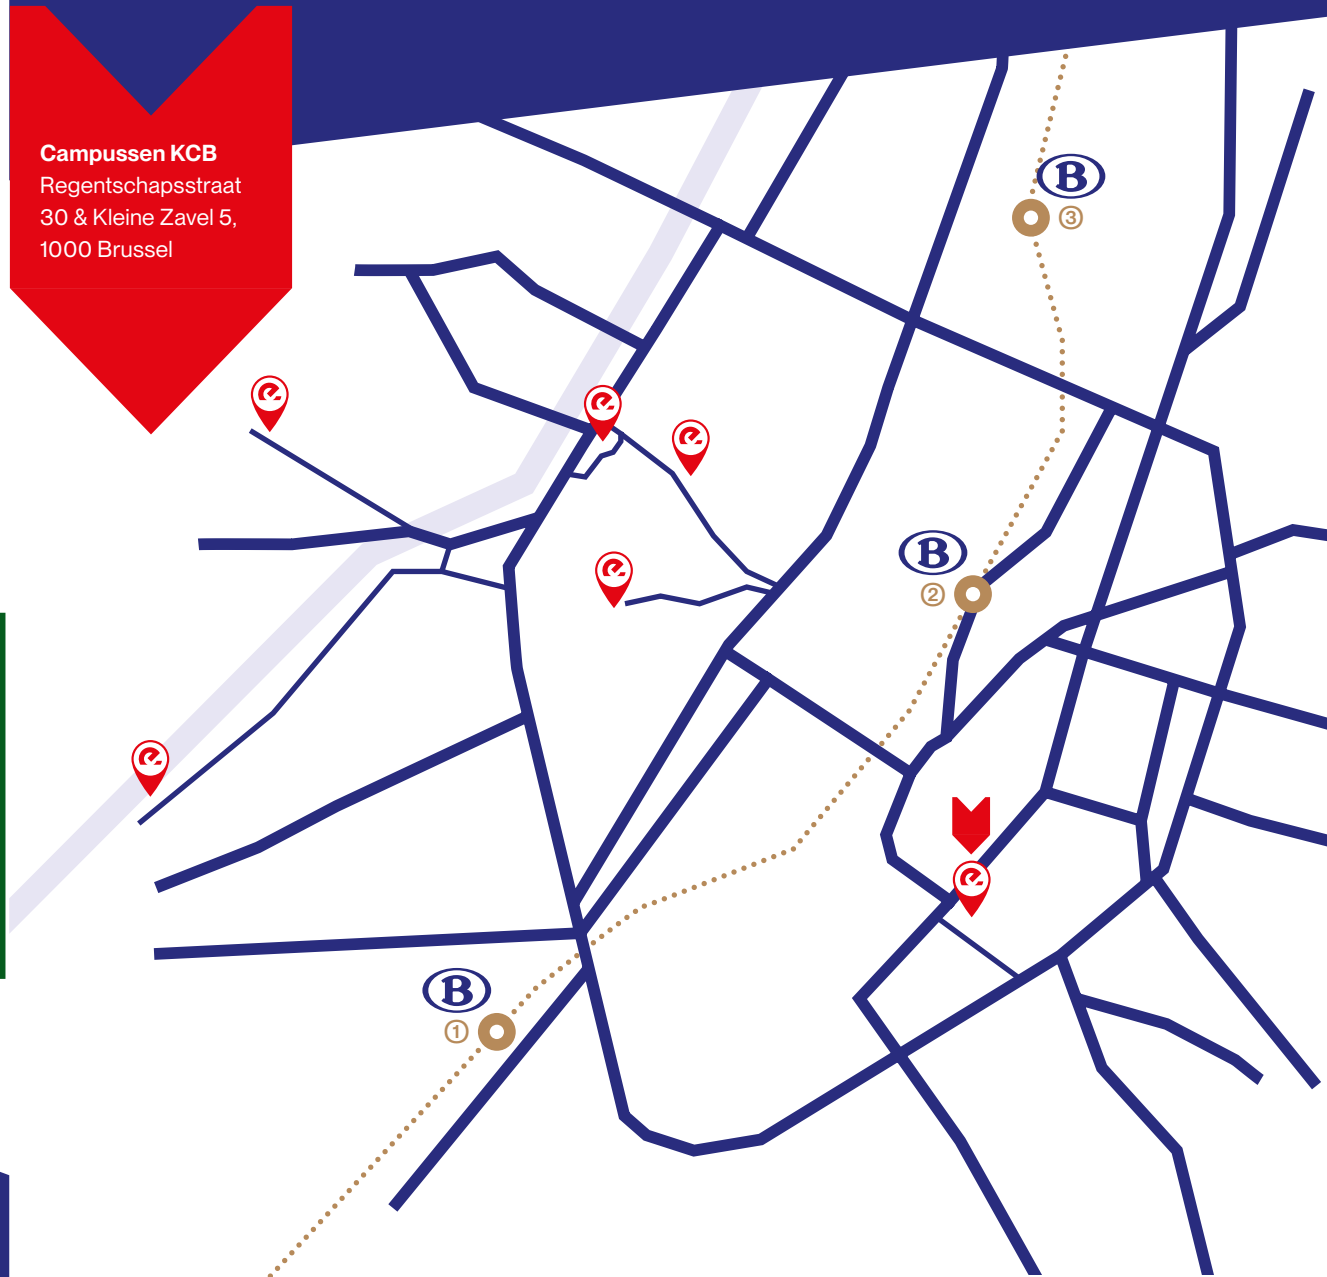 Campussen KCB
Regentschapsstraat
30 & Kleine Zavel 5,
1000 Brussel
B
③
B
②
B
①